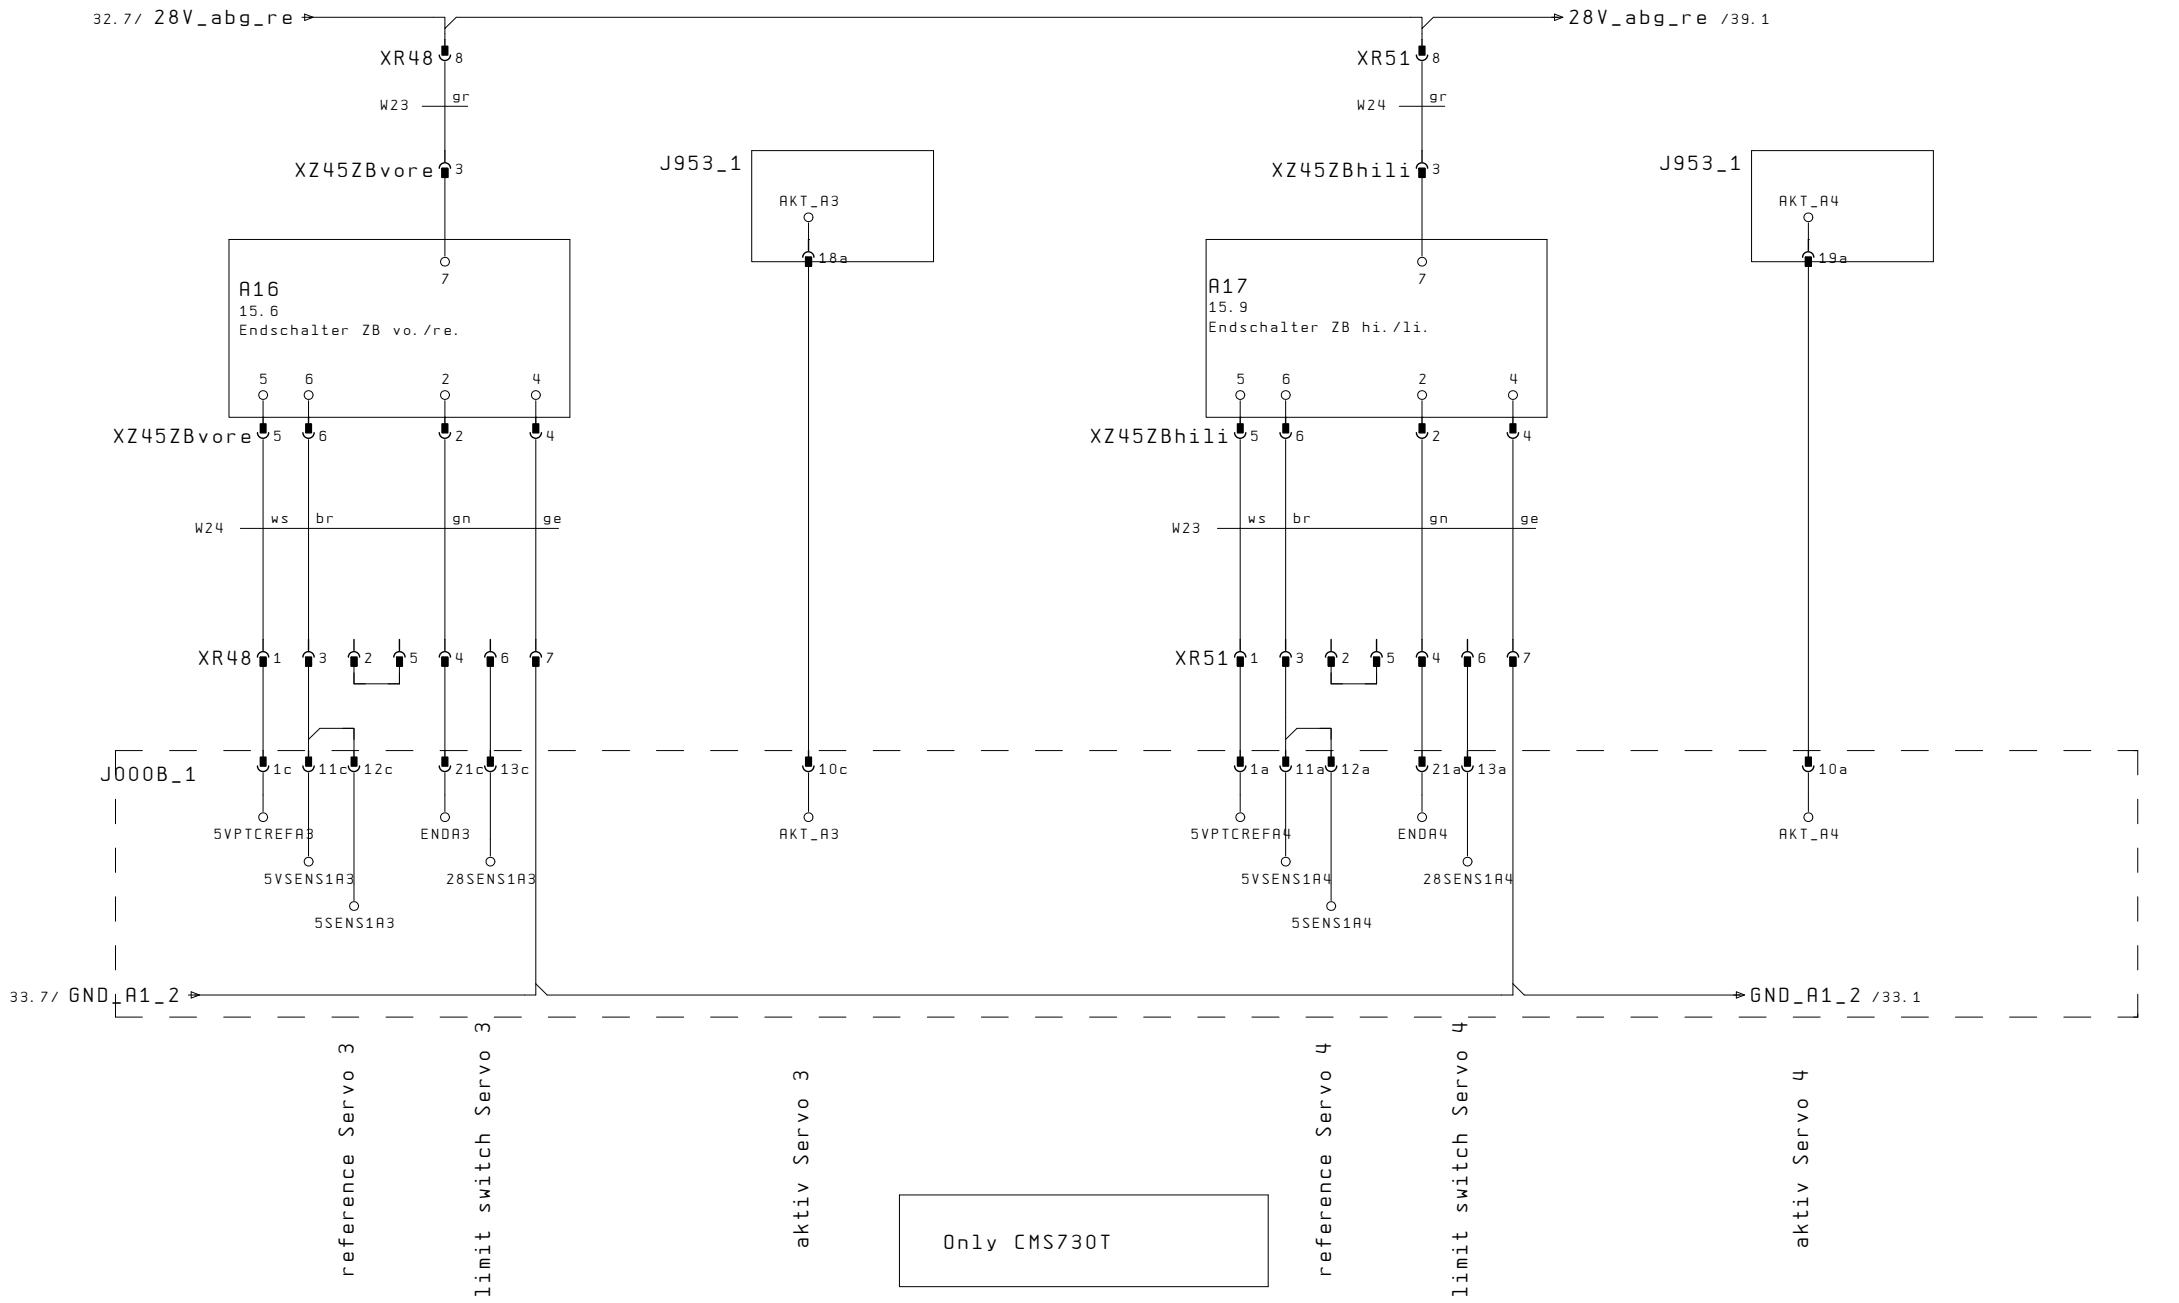 32.7/ 28V_abg_re
28V_abg_re /39.1
XR48 8
XR51 8
W23 gr
W24 gr
XZ45ZBvore 3
J953_1
XZ45ZBhili 3
J953_1
AKT_A3
AKT_A4
18a
19a
7
7
A16
15.6
Endschalter ZB vo./re.
A17
15.9
Endschalter ZB hi./li.
5 6 2 4
5 6 2 4
XZ45ZBvore 5 6 2 4
XZ45ZBhili 5 6 2 4
W24 ws br gn ge
W23 ws br gn ge
XR48 1 3 2 5 4 6 7
XR51 1 3 2 5 4 6 7
J000B_1
1c 11c 12c 21c 13c
10c
1a 11a 12a 21a 13a
10a
5VPTCREFA3 ENDA3
AKT_A3
5VPTCREFA4 ENDA4
AKT_A4
5VSENS1A3 28SENS1A3
5VSENS1A4 28SENS1A4
5SENS1A3
5SENS1A4
33.7/ GND_A1_2
GND_A1_2 /33.1
reference Servo 3
limit switch Servo 3
aktiv Servo 3
reference Servo 4
limit switch Servo 4
aktiv Servo 4
Only CMS730T